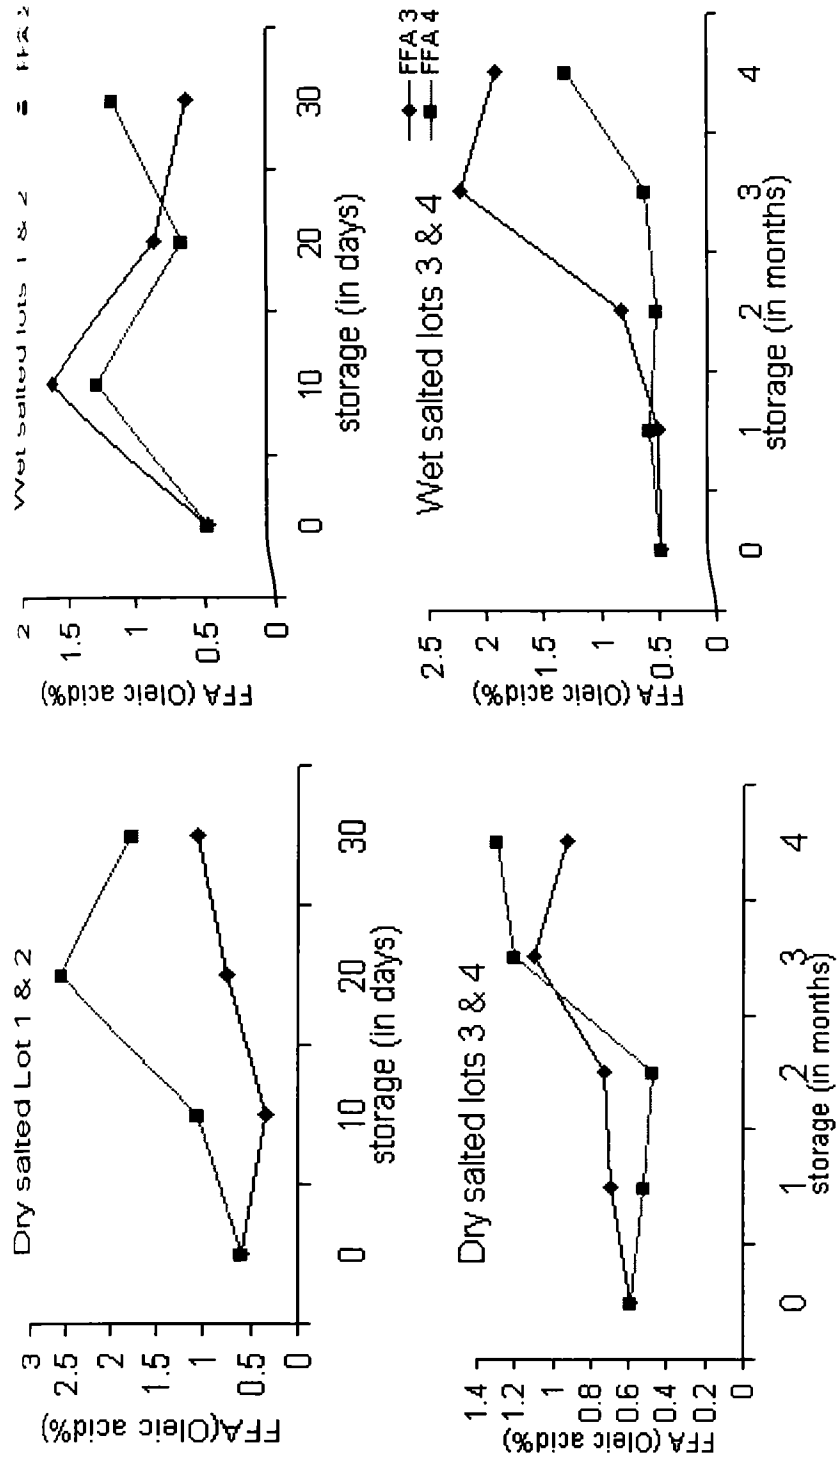 Dry salted Lot 1 & 2
FFA(Oleic acid%)
3
2.5
2
1.5
1
0.5
0
0 10 20 30
storage (in days)
Wet salted lots 1 & 2
FFA (Oleic acid%)
2
1.5
1
0.5
0
0 10 20 30
storage (in days)
Dry salted lots 3 & 4
FFA (Oleic acid%)
1.4
1.2
1
0.8
0.6
0.4
0.2
0
0 1 2 3 4
storage (in months)
Wet salted lots 3 & 4
FFA 3
FFA 4
FFA (Oleic acid%)
2.5
2
1.5
1
0.5
0
0 1 2 3 4
storage (in months)